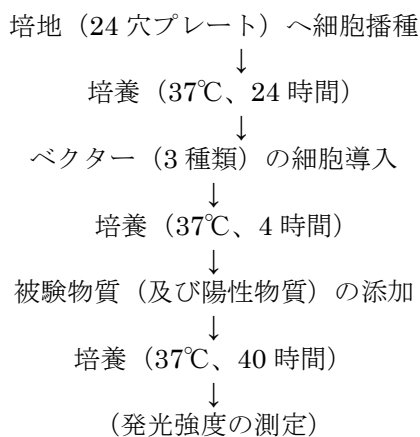 培地（24 穴プレート）へ細胞播種
↓
培養（37℃、24 時間）
↓
ベクター（3 種類）の細胞導入
↓
培養（37℃、4 時間）
↓
被験物質（及び陽性物質）の添加
↓
培養（37℃、40 時間）
↓
（発光強度の測定）